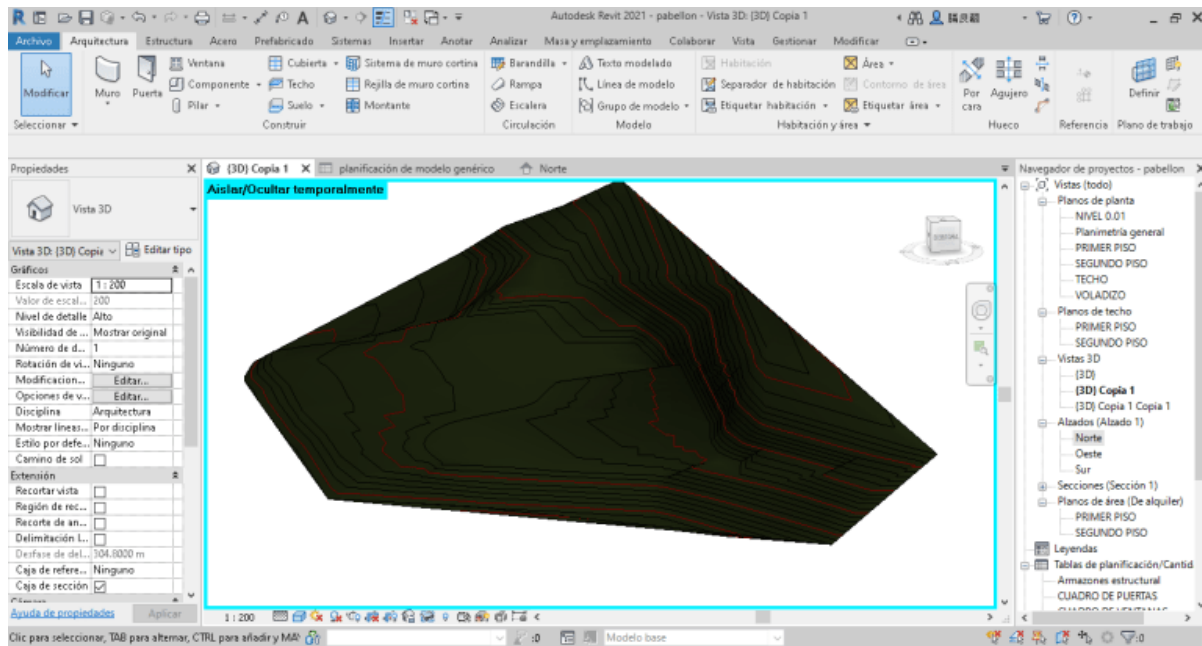 Autodesk Revit 2021 - pabellon - Vista 3D: {3D} Copia 1
Archivo Arquitectura Estructura Acero Prefabricado Sistemas Insertar Anotar Analizar Masa y emplazamiento Colaborar Vista Gestionar Modificar
Modificar
Muro
Puerta
Ventana
Componente
Pilar
Cubierta
Techo
Suelo
Sistema de muro cortina
Rejilla de muro cortina
Montante
Barandilla
Rampa
Escalera
Texto modelado
Línea de modelo
Grupo de modelo
Habitación
Separador de habitación
Etiquetar habitación
Área
Contorno de área
Etiquetar área
Por cara
Agujero
Definir
Seleccionar Construir Circulación Modelo Habitación y área Hueco Referencia Plano de trabajo
Propiedades
Vista 3D
Vista 3D: {3D} Copia
Editar tipo
Gráficos
Escala de vista 1 : 200
Valor de escal... 200
Nivel de detalle Alto
Visibilidad de ... Mostrar original
Número de d... 1
Rotación de vi... Ninguno
Modificacion... Editar...
Opciones de v... Editar...
Disciplina Arquitectura
Mostrar líneas... Por disciplina
Estilo por defe... Ninguno
Camino de sol
Extensión
Recortar vista
Región de rec...
Recorte de an...
Delimitación l...
Desfase de del... 304.8000 m
Caja de refere... Ninguno
Caja de sección
Ayuda de propiedades Aplicar
{3D} Copia 1 planificación de modelo genérico Norte
Aislar/Ocultar temporalmente
1 : 200
Navegador de proyectos - pabellon
Vistas (todo)
Planos de planta
NIVEL 0.01
Planimetría general
PRIMER PISO
SEGUNDO PISO
TECHO
VOLADIZO
Planos de techo
PRIMER PISO
SEGUNDO PISO
Vistas 3D
{3D}
{3D} Copia 1
{3D} Copia 1 Copia 1
Alzados (Alzado 1)
Norte
Oeste
Sur
Secciones (Sección 1)
Planos de área (De alquiler)
PRIMER PISO
SEGUNDO PISO
Leyendas
Tablas de planificación/Cantid
Armazones estructural
CUADRO DE PUERTAS
CUADRO DE VENTANAS
Clic para seleccionar, TAB para alternar, CTRL para añadir y MAY
:0
Modelo base
:0